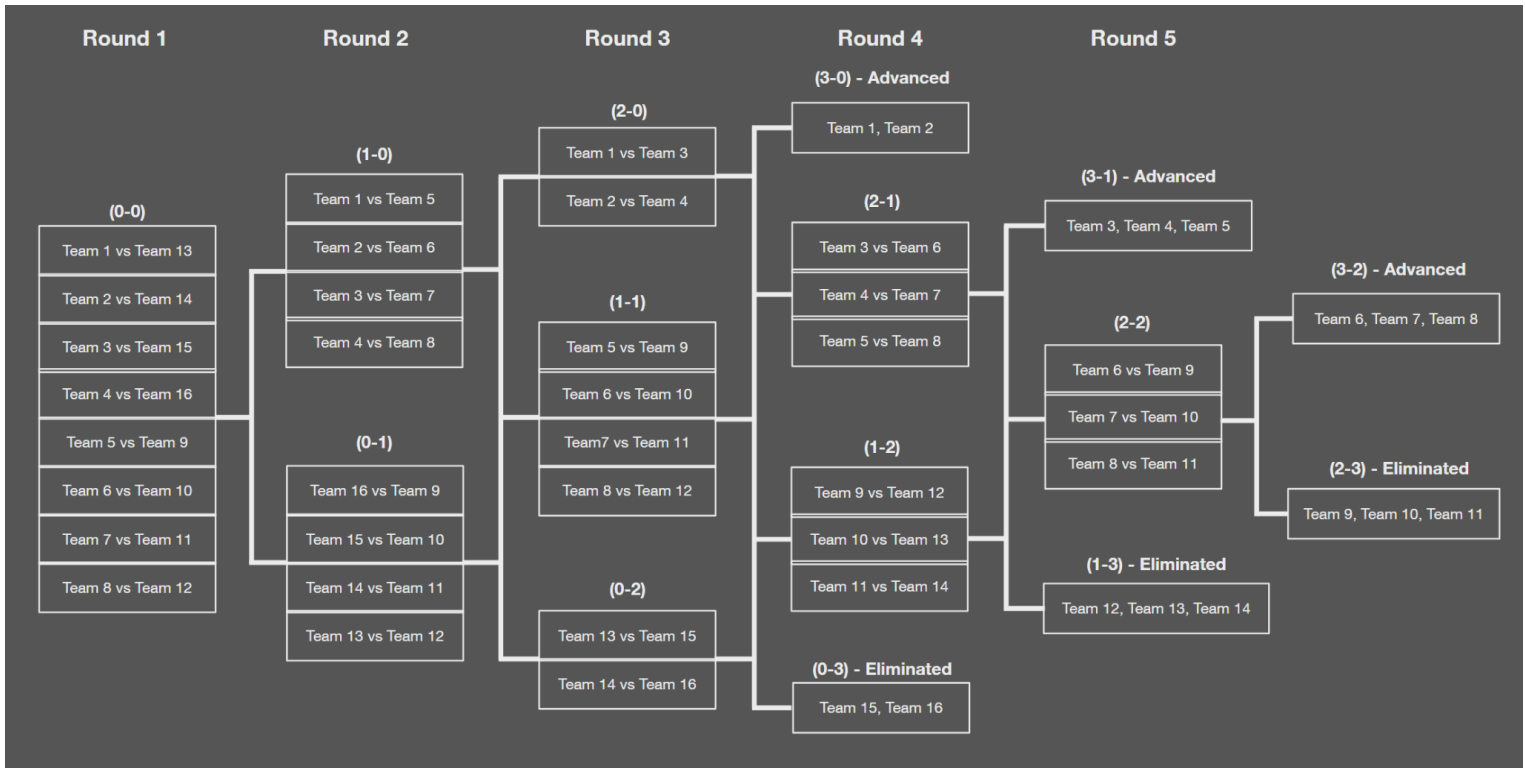 Round 1
Round 2
Round 3
Round 4
Round 5
(0-0)
Team 1 vs Team 13
Team 2 vs Team 14
Team 3 vs Team 15
Team 4 vs Team 16
Team 5 vs Team 9
Team 6 vs Team 10
Team 7 vs Team 11
Team 8 vs Team 12
(1-0)
Team 1 vs Team 5
Team 2 vs Team 6
Team 3 vs Team 7
Team 4 vs Team 8
(0-1)
Team 16 vs Team 9
Team 15 vs Team 10
Team 14 vs Team 11
Team 13 vs Team 12
(2-0)
Team 1 vs Team 3
Team 2 vs Team 4
(1-1)
Team 5 vs Team 9
Team 6 vs Team 10
Team7 vs Team 11
Team 8 vs Team 12
(0-2)
Team 13 vs Team 15
Team 14 vs Team 16
(3-0) - Advanced
Team 1, Team 2
(2-1)
Team 3 vs Team 6
Team 4 vs Team 7
Team 5 vs Team 8
(1-2)
Team 9 vs Team 12
Team 10 vs Team 13
Team 11 vs Team 14
(0-3) - Eliminated
Team 15, Team 16
(3-1) - Advanced
Team 3, Team 4, Team 5
(2-2)
Team 6 vs Team 9
Team 7 vs Team 10
Team 8 vs Team 11
(1-3) - Eliminated
Team 12, Team 13, Team 14
(3-2) - Advanced
Team 6, Team 7, Team 8
(2-3) - Eliminated
Team 9, Team 10, Team 11